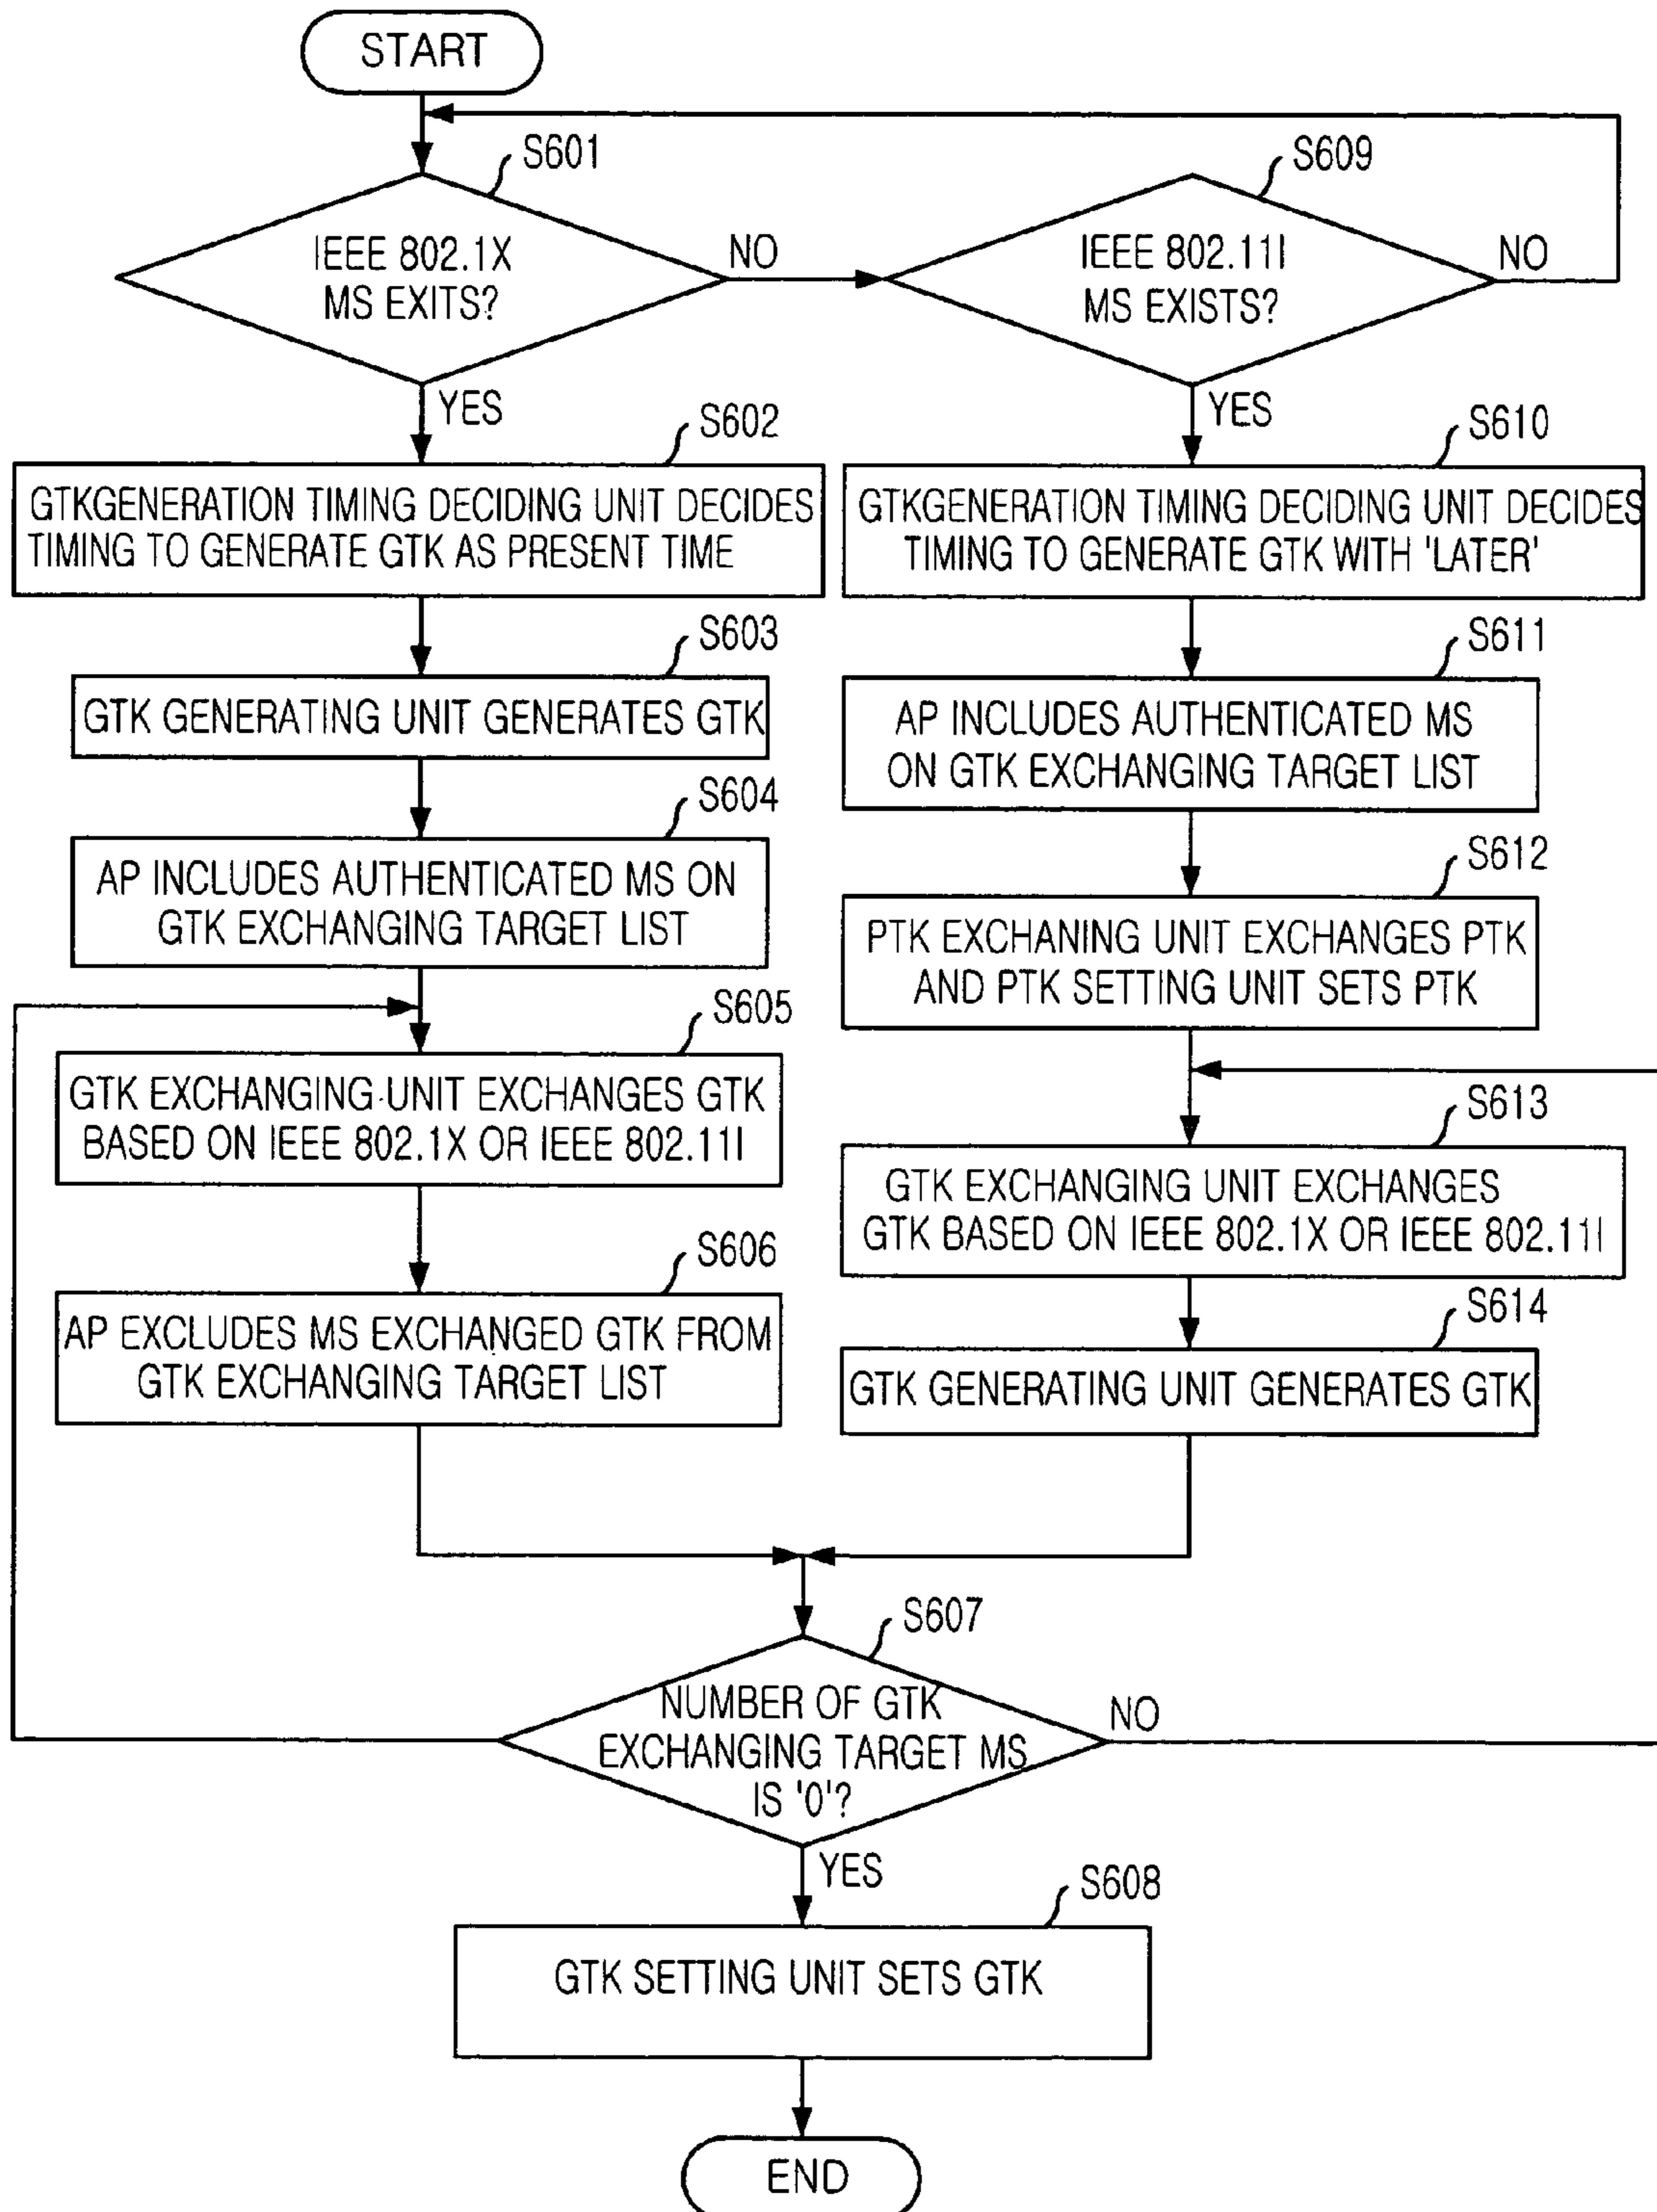 START
S601
IEEE 802.1X
MS EXITS?
NO
S609
IEEE 802.11I
MS EXISTS?
NO
YES
YES
S602
GTKGENERATION TIMING DECIDING UNIT DECIDES
TIMING TO GENERATE GTK AS PRESENT TIME
S610
GTKGENERATION TIMING DECIDING UNIT DECIDES
TIMING TO GENERATE GTK WITH 'LATER'
S603
GTK GENERATING UNIT GENERATES GTK
S611
AP INCLUDES AUTHENTICATED MS
ON GTK EXCHANGING TARGET LIST
S604
AP INCLUDES AUTHENTICATED MS ON
GTK EXCHANGING TARGET LIST
S612
PTK EXCHANING UNIT EXCHANGES PTK
AND PTK SETTING UNIT SETS PTK
S605
GTK EXCHANGING UNIT EXCHANGES GTK
BASED ON IEEE 802.1X OR IEEE 802.11I
S613
GTK EXCHANGING UNIT EXCHANGES
GTK BASED ON IEEE 802.1X OR IEEE 802.11I
S606
AP EXCLUDES MS EXCHANGED GTK FROM
GTK EXCHANGING TARGET LIST
S614
GTK GENERATING UNIT GENERATES GTK
S607
NUMBER OF GTK
EXCHANGING TARGET MS
IS '0'?
NO
YES
S608
GTK SETTING UNIT SETS GTK
END